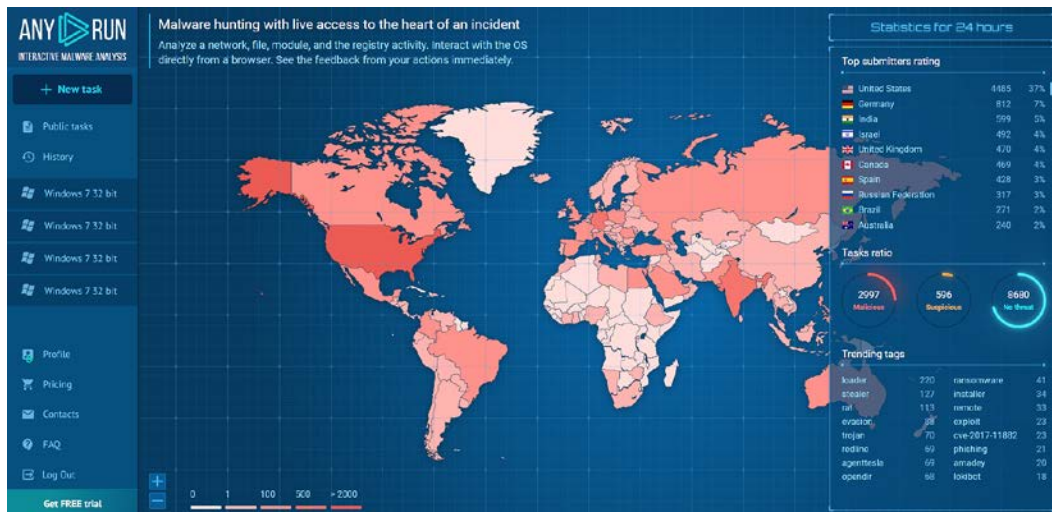 ANY RUN
INTERACTIVE MALWARE ANALYSIS
+ New task
Public tasks
History
Windows 7 32 bit
Windows 7 32 bit
Windows 7 32 bit
Windows 7 32 bit
Profile
Pricing
Contacts
FAQ
Log Out
Get FREE trial
Malware hunting with live access to the heart of an incident
Analyze a network, file, module, and the registry activity. Interact with the OS
directly from a browser. See the feedback from your actions immediately.
+
−
0 1 100 500 > 2000
Statistics for 24 hours
Top submitters rating
United States 4485 37%
Germany 812 7%
India 599 5%
Israel 492 4%
United Kingdom 470 4%
Canada 469 4%
Spain 428 3%
Russian Federation 317 3%
Brazil 271 2%
Australia 240 2%
Tasks ratio
2997 Malicious
596 Suspicious
8680 No threat
Trending tags
loader 220 ransomware 41
stealer 127 installer 34
rat 113 remote 33
evasion exploit 23
trojan 70 cve-2017-11882 23
redline 69 phishing 21
agenttesla 69 amadey 20
opendir 68 lokibot 18